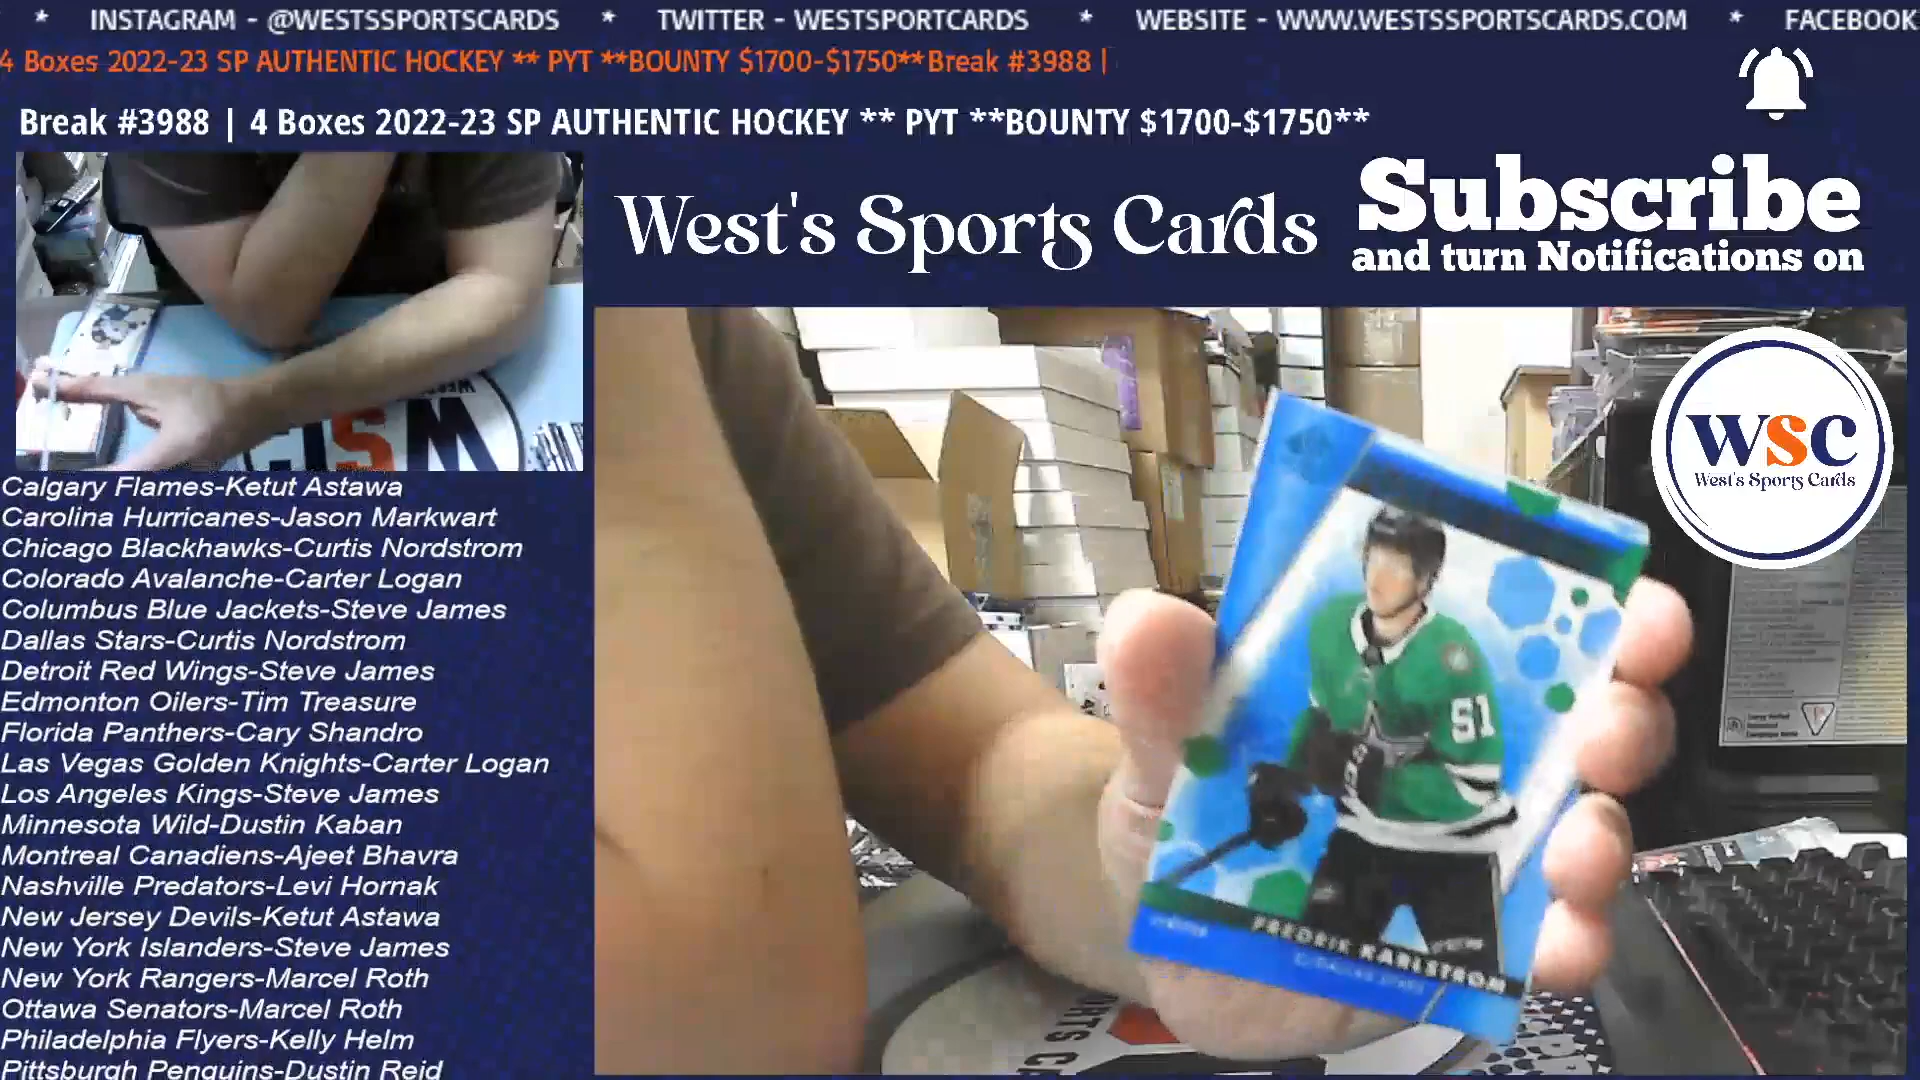 * INSTAGRAM - @WESTSSPORTSCARDS * TWITTER - WESTSPORTCARDS * WEBSITE - WWW.WESTSSPORTSCARDS.COM * FACEBOOK
4 Boxes 2022-23 SP AUTHENTIC HOCKEY ** PYT **BOUNTY $1700-$1750**Break #3988 |
Break #3988 | 4 Boxes 2022-23 SP AUTHENTIC HOCKEY ** PYT **BOUNTY $1700-$1750**
West's Sports Cards
Subscribe
and turn Notifications on
WSC
West's Sports Cards
51
FREDRIK KARLSTROM
WSC
Calgary Flames-Ketut Astawa
Carolina Hurricanes-Jason Markwart
Chicago Blackhawks-Curtis Nordstrom
Colorado Avalanche-Carter Logan
Columbus Blue Jackets-Steve James
Dallas Stars-Curtis Nordstrom
Detroit Red Wings-Steve James
Edmonton Oilers-Tim Treasure
Florida Panthers-Cary Shandro
Las Vegas Golden Knights-Carter Logan
Los Angeles Kings-Steve James
Minnesota Wild-Dustin Kaban
Montreal Canadiens-Ajeet Bhavra
Nashville Predators-Levi Hornak
New Jersey Devils-Ketut Astawa
New York Islanders-Steve James
New York Rangers-Marcel Roth
Ottawa Senators-Marcel Roth
Philadelphia Flyers-Kelly Helm
Pittsburgh Penguins-Dustin Reid